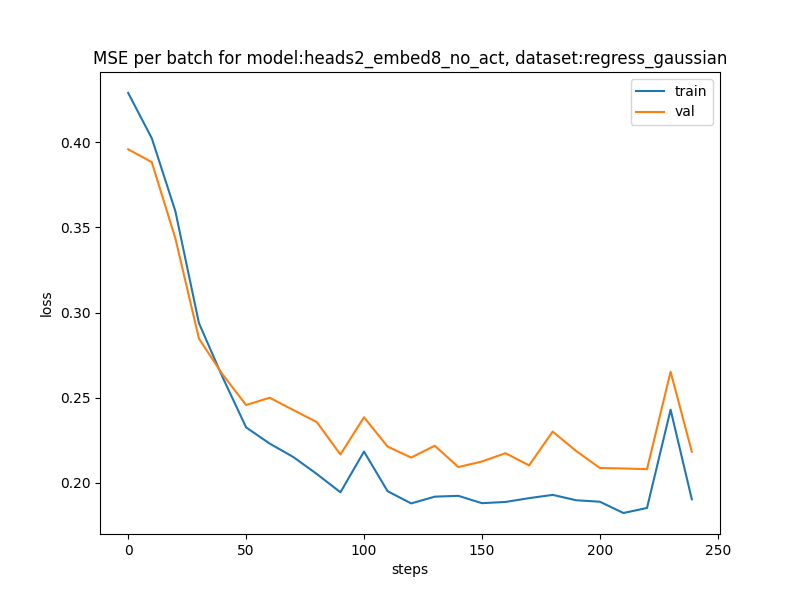 MSE per batch for model:heads2_embed8_no_act, dataset:regress_gaussian
train
val
0.40
0.35
0.30
0.25
0.20
loss
0
50
100
150
200
250
steps